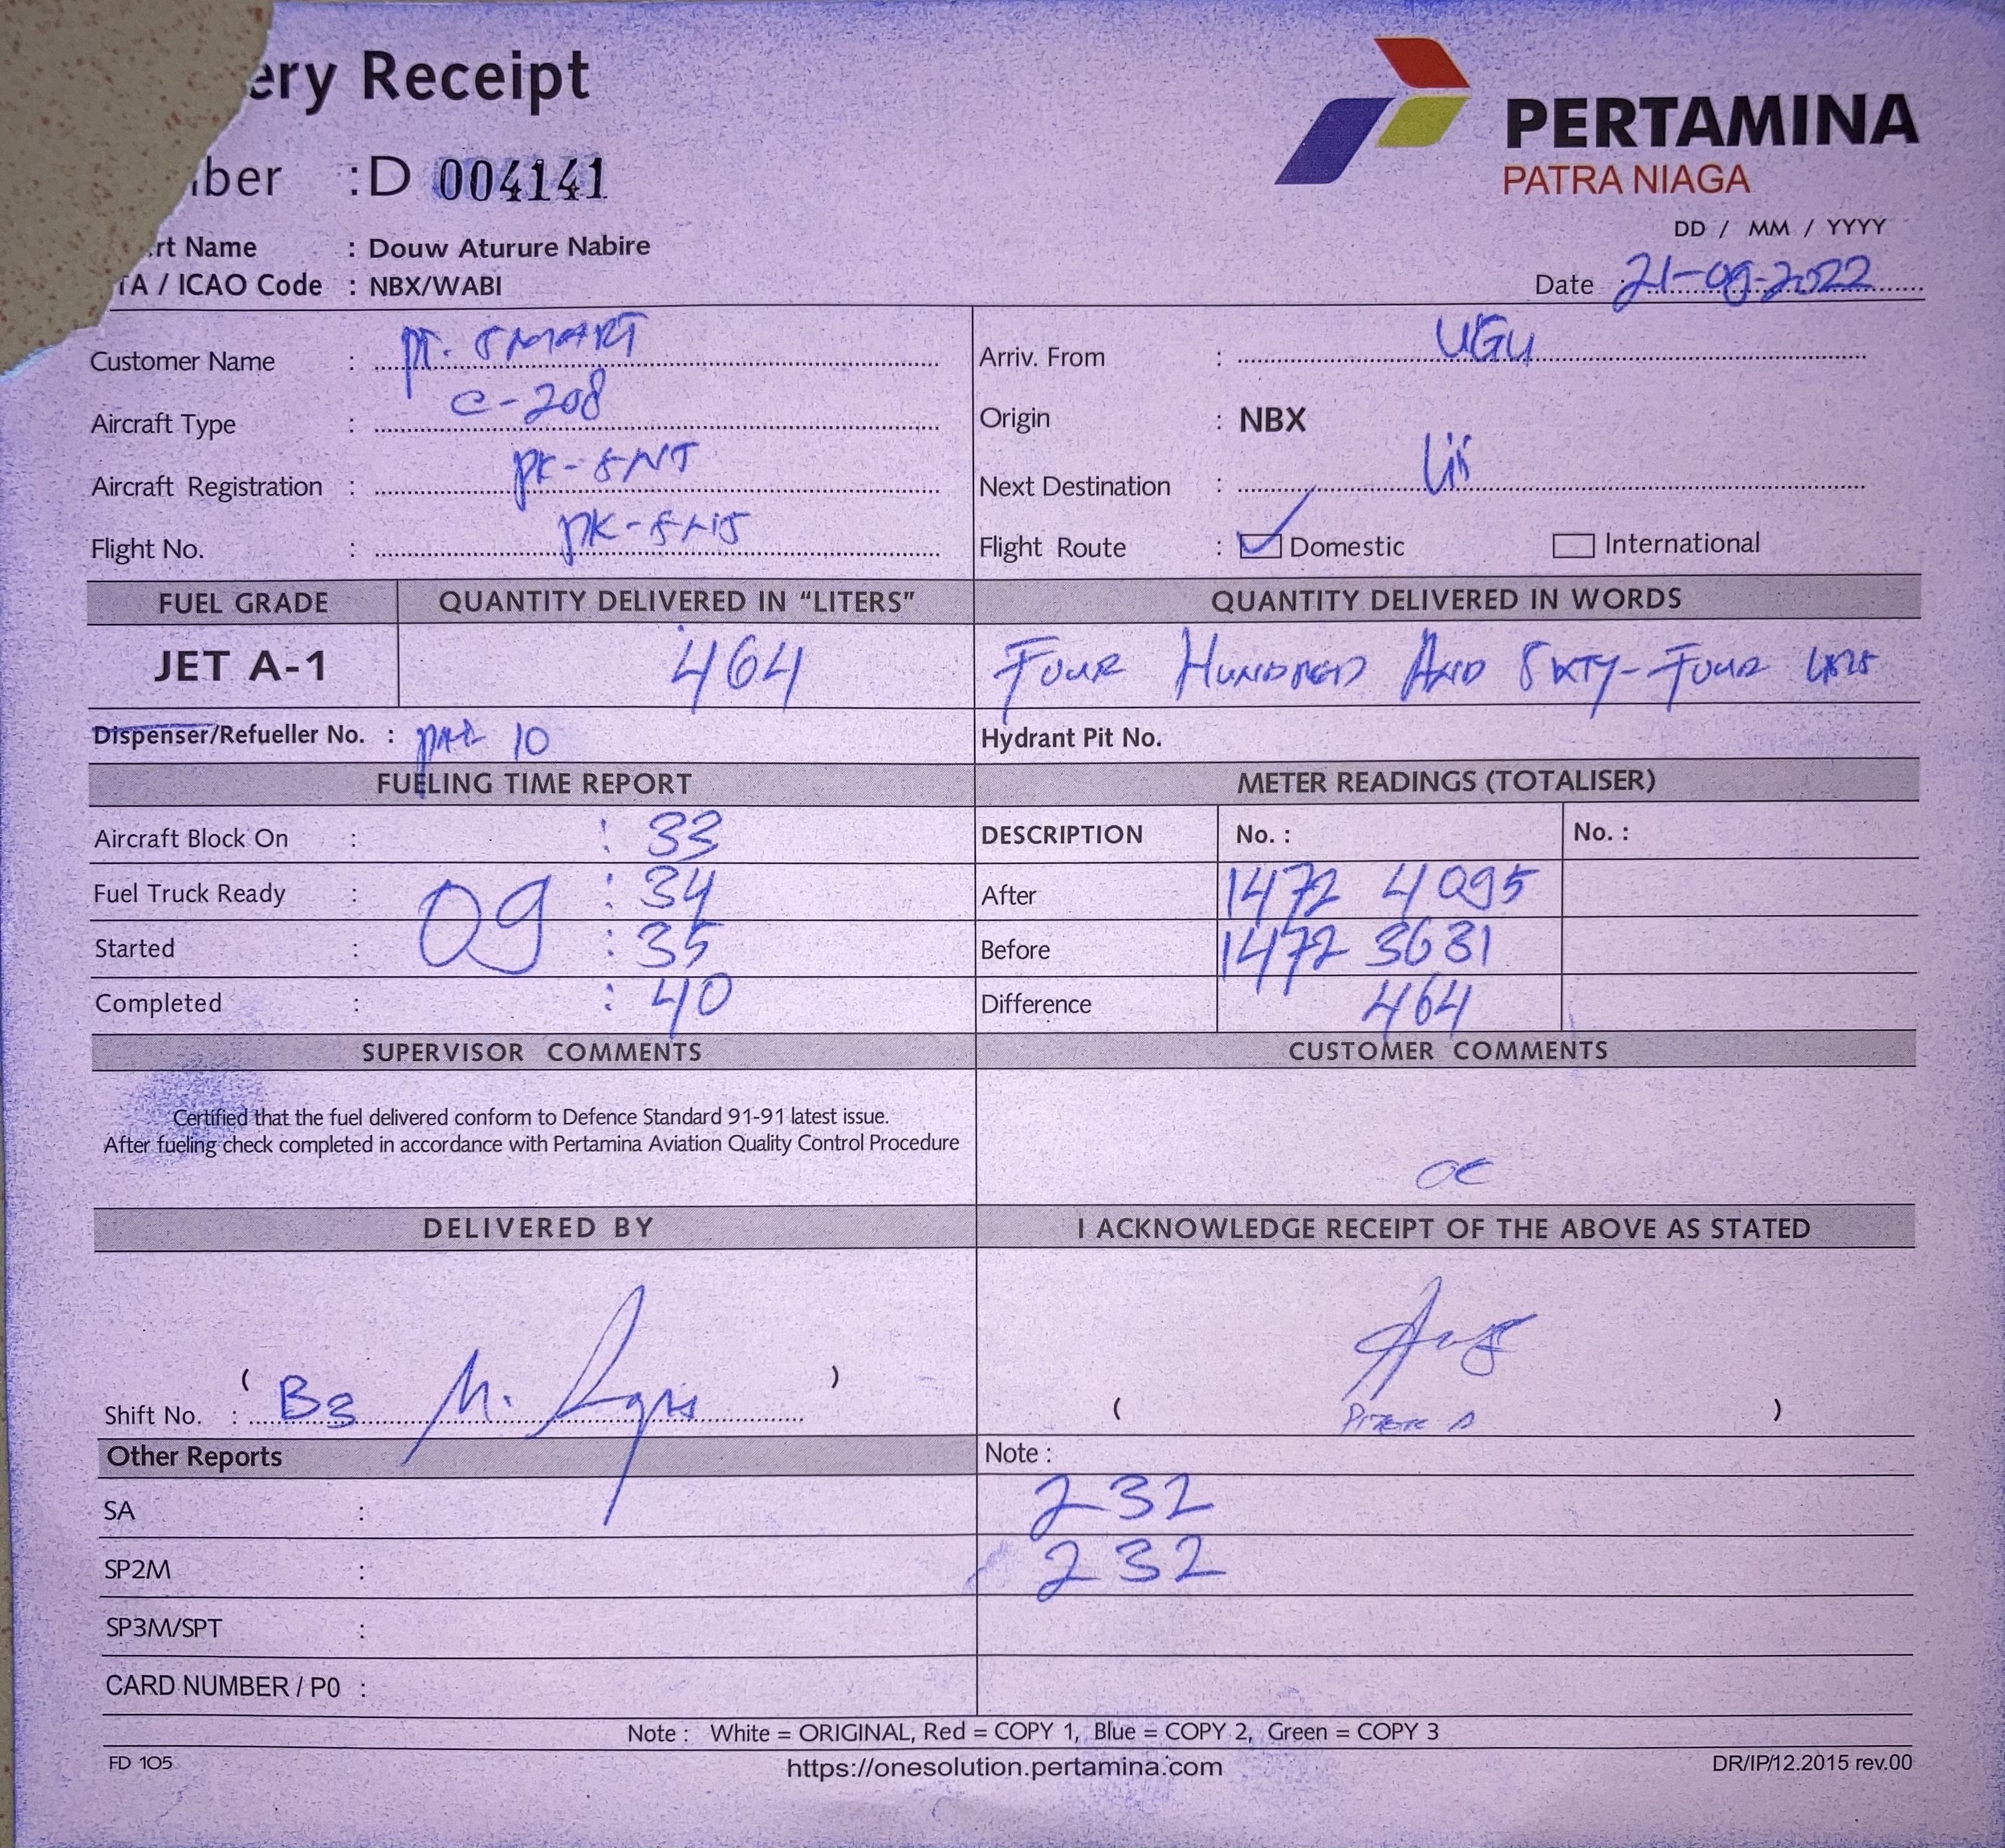 ery Receipt
PERTAMINA
PATRA NIAGA
ber : D 004141
DD / MM / YYYY
rt Name : Douw Aturure Nabire
TA / ICAO Code : NBX/WABI
Date : 21-09-2022
Customer Name : PT. SMART
Arriv. From : UGU
Aircraft Type : C-208
Origin : NBX
Aircraft Registration : PK-SNT
Next Destination :
Flight No. :
Flight Route : Domestic International
FUEL GRADE QUANTITY DELIVERED IN "LITERS" QUANTITY DELIVERED IN WORDS
JET A-1 464 FOUR HUNDRED AND SIXTY-FOUR
Dispenser/Refueller No. : 10 Hydrant Pit No.
FUELING TIME REPORT METER READINGS (TOTALISER)
Aircraft Block On : : 33 DESCRIPTION No. : No. :
Fuel Truck Ready : 09 : 34 After 1472 4095
Started : : 35 Before 1472 3631
Completed : : 40 Difference 464
SUPERVISOR COMMENTS CUSTOMER COMMENTS
Certified that the fuel delivered conform to Defence Standard 91-91 latest issue.
After fueling check completed in accordance with Pertamina Aviation Quality Control Procedure
OK
DELIVERED BY I ACKNOWLEDGE RECEIPT OF THE ABOVE AS STATED
( ) ( )
Shift No. : B3 M.
Other Reports Note :
SA : 232
SP2M : 232
SP3M/SPT :
CARD NUMBER / P0 :
Note : White = ORIGINAL, Red = COPY 1, Blue = COPY 2, Green = COPY 3
FD 105 https://onesolution.pertamina.com DR/IP/12.2015 rev.00